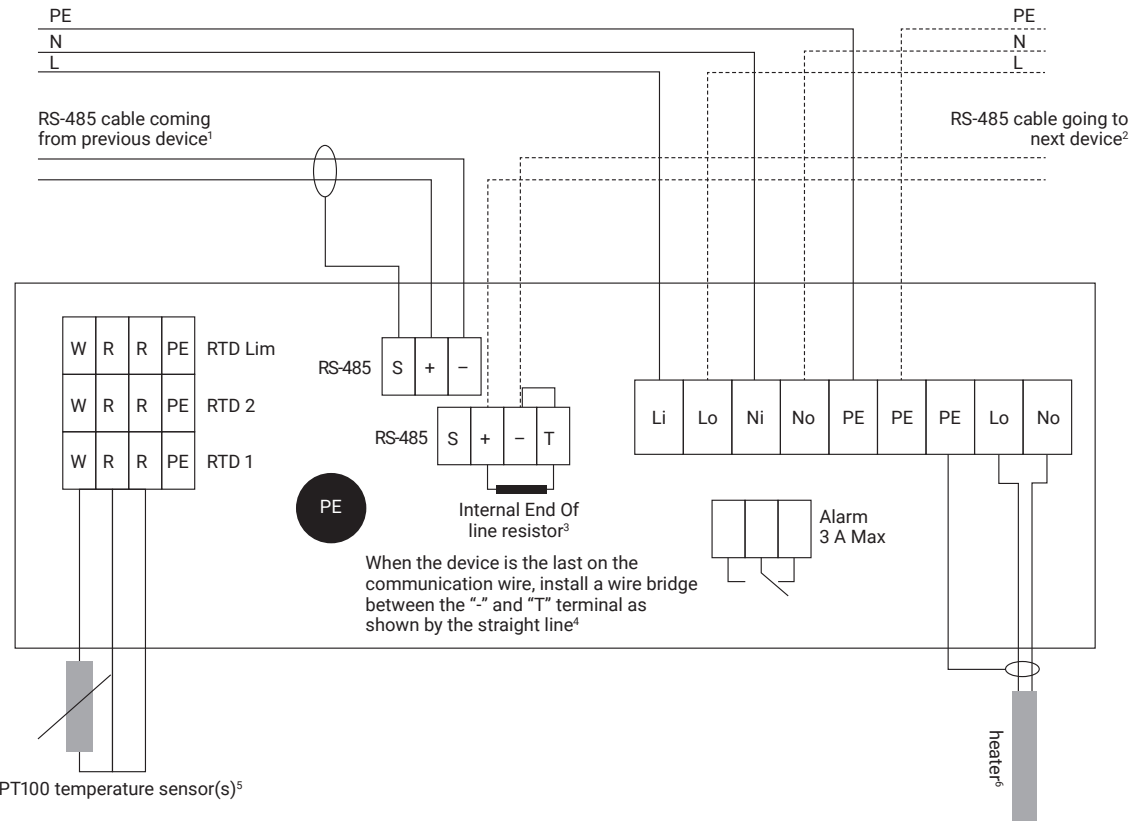 PE
N
L
PE
N
L
RS-485 cable coming
from previous device¹
RS-485 cable going to
next device²
W R R PE RTD Lim
W R R PE RTD 2
W R R PE RTD 1
RS-485 S + –
RS-485 S + – T
Li Lo Ni No PE PE PE Lo No
PE
Internal End Of
line resistor³
Alarm
3 A Max
When the device is the last on the
communication wire, install a wire bridge
between the “-” and “T” terminal as
shown by the straight line⁴
heater⁶
PT100 temperature sensor(s)⁵